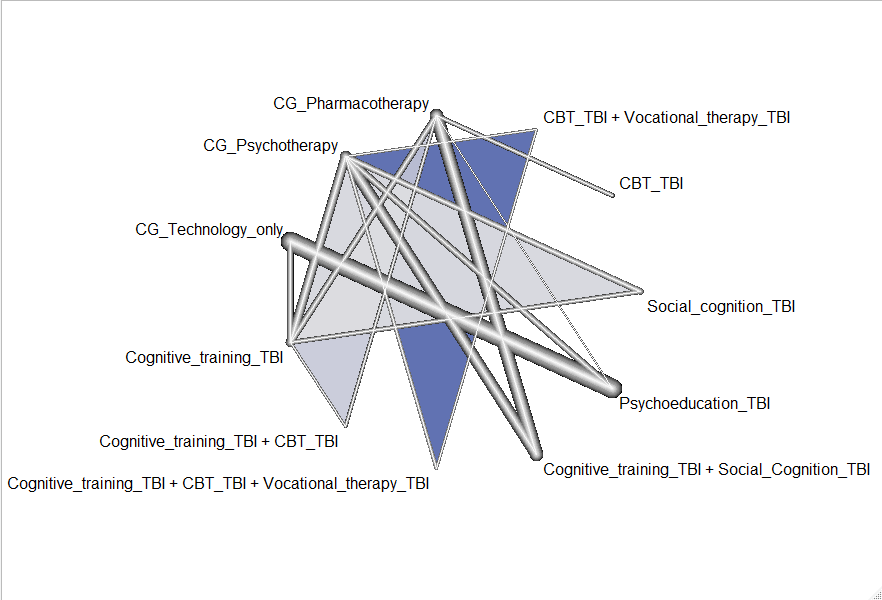 CG_Pharmacotherapy
CBT_TBI + Vocational_therapy_TBI
CG_Psychotherapy
CBT_TBI
CG_Technology_only
Social_cognition_TBI
Cognitive_training_TBI
Psychoeducation_TBI
Cognitive_training_TBI + CBT_TBI
Cognitive_training_TBI + Social_Cognition_TBI
Cognitive_training_TBI + CBT_TBI + Vocational_therapy_TBI